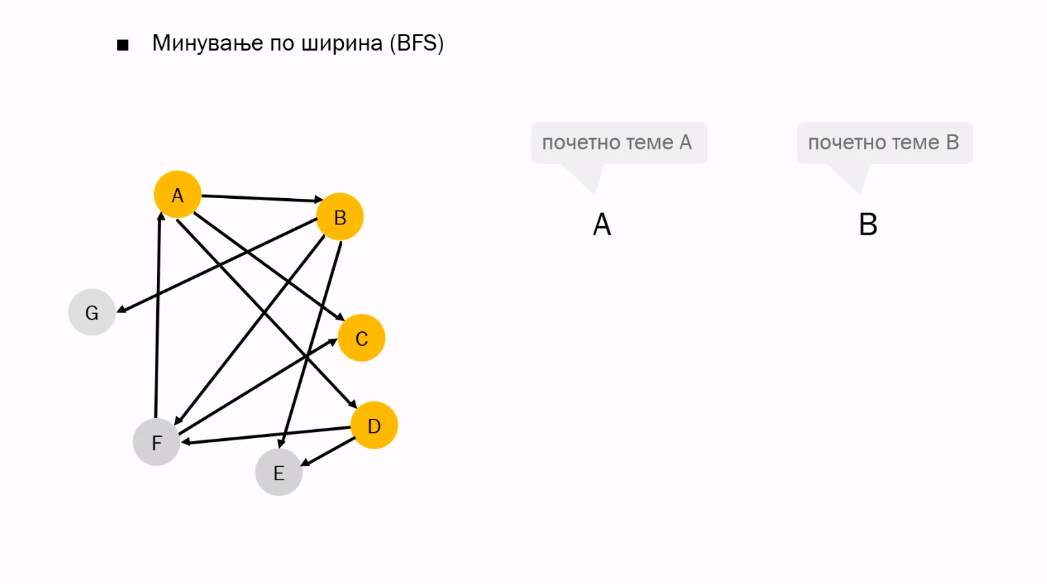 Минување по ширина (BFS)
почетно теме A
почетно теме B
A
B
A
B
G
C
D
F
E